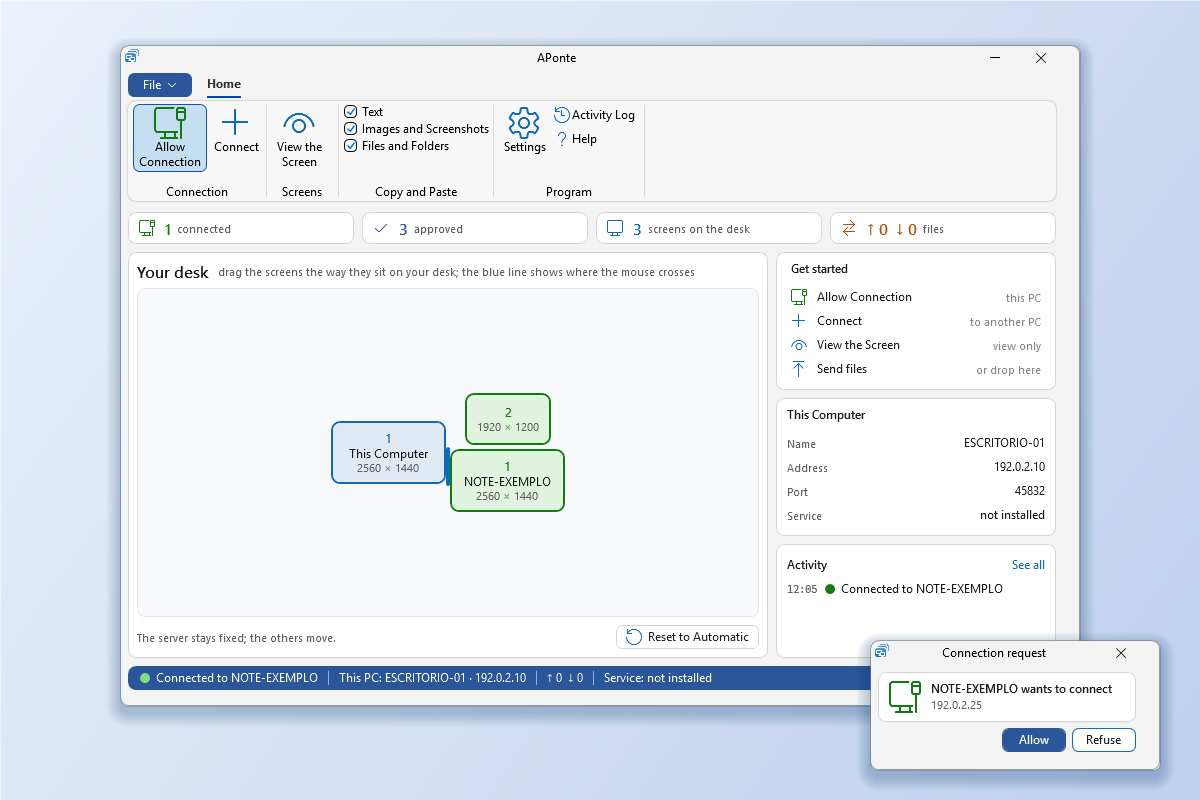 APonte
File
Home
Allow
Connection
Connect
Connection
View the
Screen
Screens
Text
Images and Screenshots
Files and Folders
Copy and Paste
Settings
Activity Log
Help
Program
1 connected
3 approved
3 screens on the desk
↑ 0 ↓ 0 files
Your desk drag the screens the way they sit on your desk; the blue line shows where the mouse crosses
2
1920 × 1200
1
This Computer
2560 × 1440
1
NOTE-EXEMPLO
2560 × 1440
The server stays fixed; the others move.
Reset to Automatic
Get started
Allow Connection this PC
Connect to another PC
View the Screen view only
Send files or drop here
This Computer
Name ESCRITORIO-01
Address 192.0.2.10
Port 45832
Service not installed
Activity See all
12:05 Connected to NOTE-EXEMPLO
Connected to NOTE-EXEMPLO This PC: ESCRITORIO-01 · 192.0.2.10 ↑ 0 ↓ 0 Service: not installed
Connection request
NOTE-EXEMPLO wants to connect
192.0.2.25
Allow Refuse